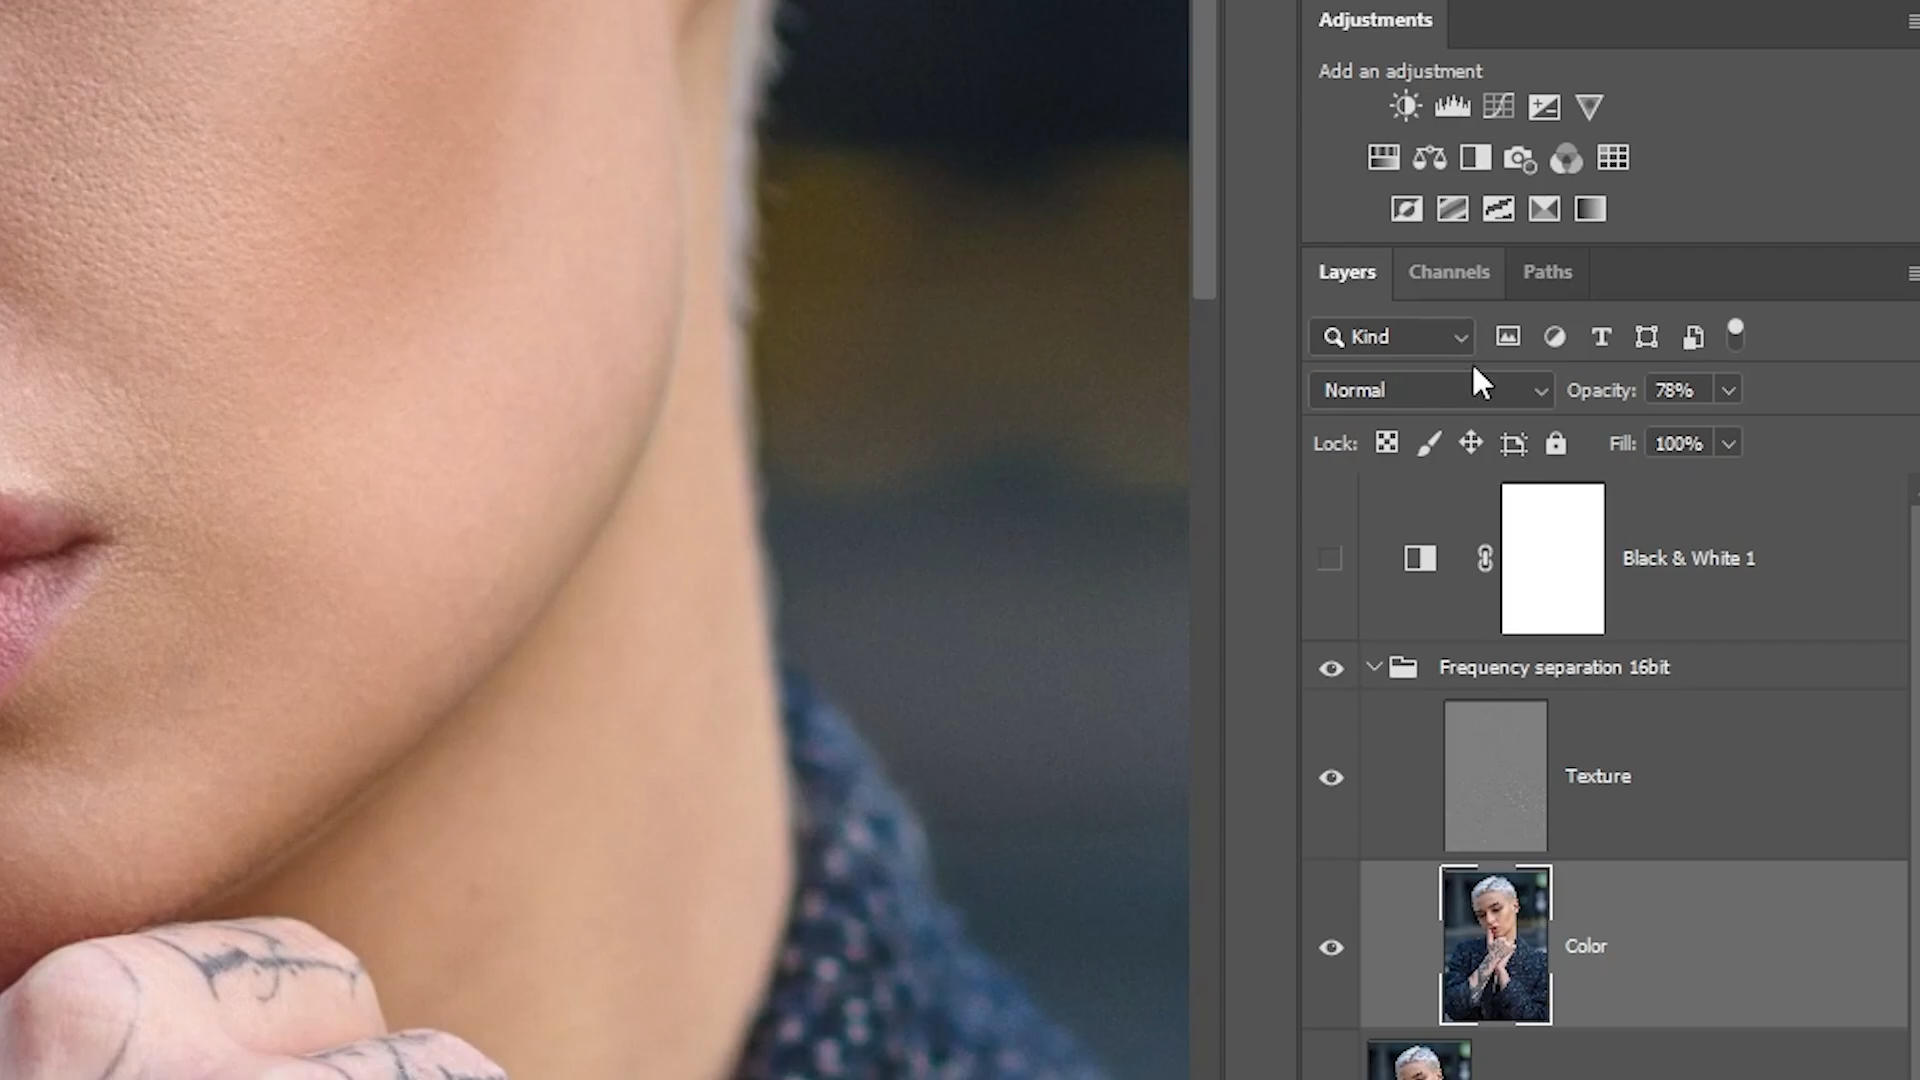 Adjustments
Add an adjustment
Layers
Channels
Paths
Kind
Normal
Opacity: 78%
Lock:
Fill: 100%
Black & White 1
Frequency separation 16bit
Texture
Color